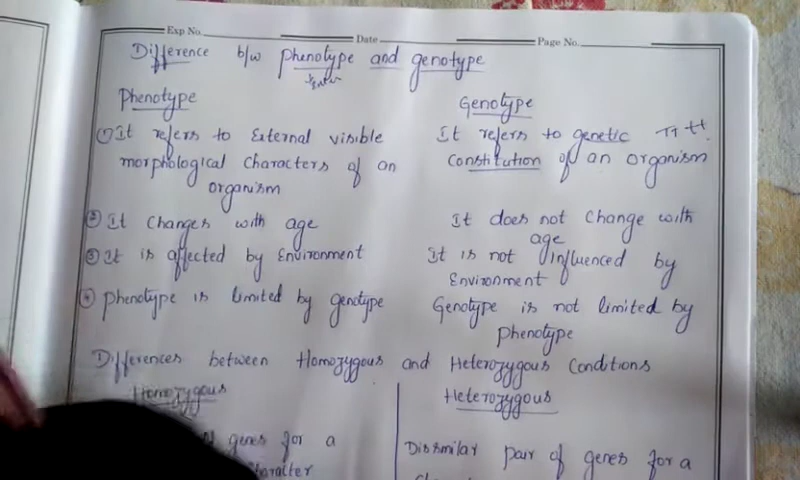 Exp No.
Date
Page No.
Difference b/w phenotype and genotype
Phenotype
Genotype
① It refers to External visible
morphological characters of an
organism
It refers to genetic TT tt.
constitution of an organism
② It changes with age
It does not change with
age
③ It is affected by Environment
It is not influenced by
Environment
④ Phenotype is limited by genotype
Genotype is not limited by
phenotype
Differences between Homozygous and Heterozygous Conditions
Homozygous
Heterozygous
genes for a
character
Dissimilar pair of genes for a